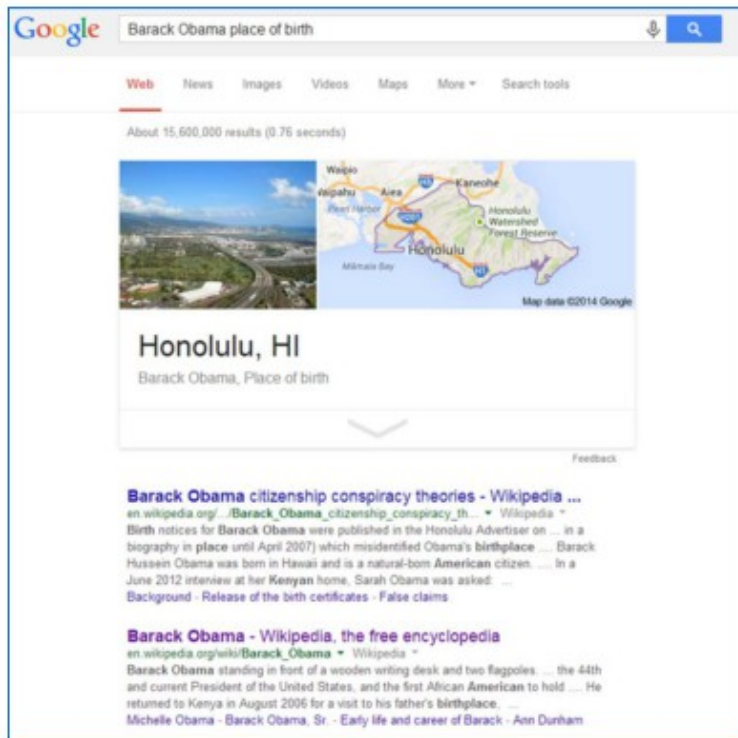 Google Barack Obama place of birth
Web News Images Videos Maps More Search tools
About 15,600,000 results (0.76 seconds)
Waipio
Waipahu Aiea H3 Kaneohe
Pearl Harbor H201 Honolulu
Watershed
Forest Reserve
Honolulu
Māmala Bay H1
Map data ©2014 Google
Honolulu, HI
Barack Obama, Place of birth
Feedback
Barack Obama citizenship conspiracy theories - Wikipedia ...
en.wikipedia.org/.../Barack_Obama_citizenship_conspiracy_th... Wikipedia
Birth notices for Barack Obama were published in the Honolulu Advertiser on ... in a
biography in place until April 2007) which misidentified Obama's birthplace .... Barack
Hussein Obama was born in Hawaii and is a natural-born American citizen. .... In a
June 2012 interview at her Kenyan home, Sarah Obama was asked: ...
Background - Release of the birth certificates - False claims
Barack Obama - Wikipedia, the free encyclopedia
en.wikipedia.org/wiki/Barack_Obama Wikipedia
Barack Obama standing in front of a wooden writing desk and two flagpoles. ... the 44th
and current President of the United States, and the first African American to hold .... He
returned to Kenya in August 2006 for a visit to his father's birthplace, ...
Michelle Obama - Barack Obama, Sr. - Early life and career of Barack - Ann Dunham